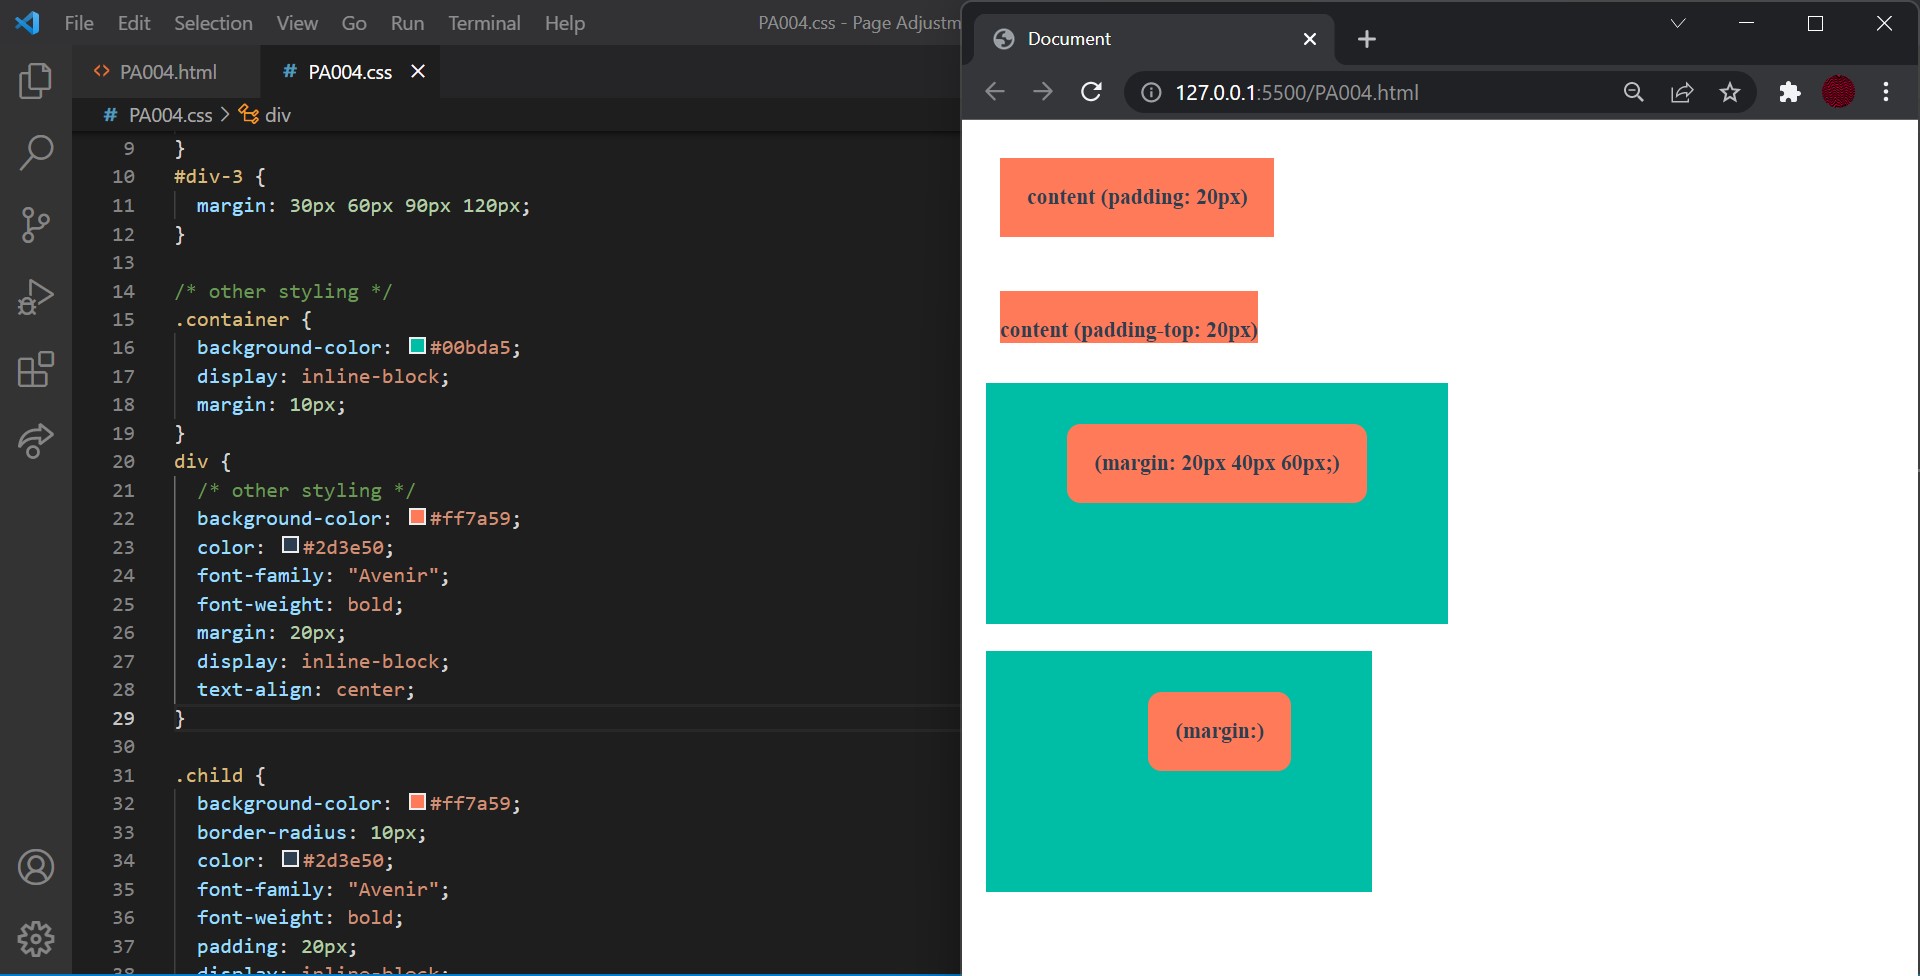 File Edit Selection View Go Run Terminal Help PA004.css - Page Adjustm
PA004.html PA004.css
PA004.css > div
9 }
10 #div-3 {
11 margin: 30px 60px 90px 120px;
12 }
13
14 /* other styling */
15 .container {
16 background-color: #00bda5;
17 display: inline-block;
18 margin: 10px;
19 }
20 div {
21 /* other styling */
22 background-color: #ff7a59;
23 color: #2d3e50;
24 font-family: "Avenir";
25 font-weight: bold;
26 margin: 20px;
27 display: inline-block;
28 text-align: center;
29 }
30
31 .child {
32 background-color: #ff7a59;
33 border-radius: 10px;
34 color: #2d3e50;
35 font-family: "Avenir";
36 font-weight: bold;
37 padding: 20px;
38 display: inline-block;
Document
127.0.0.1:5500/PA004.html
content (padding: 20px)
content (padding-top: 20px)
(margin: 20px 40px 60px;)
(margin:)